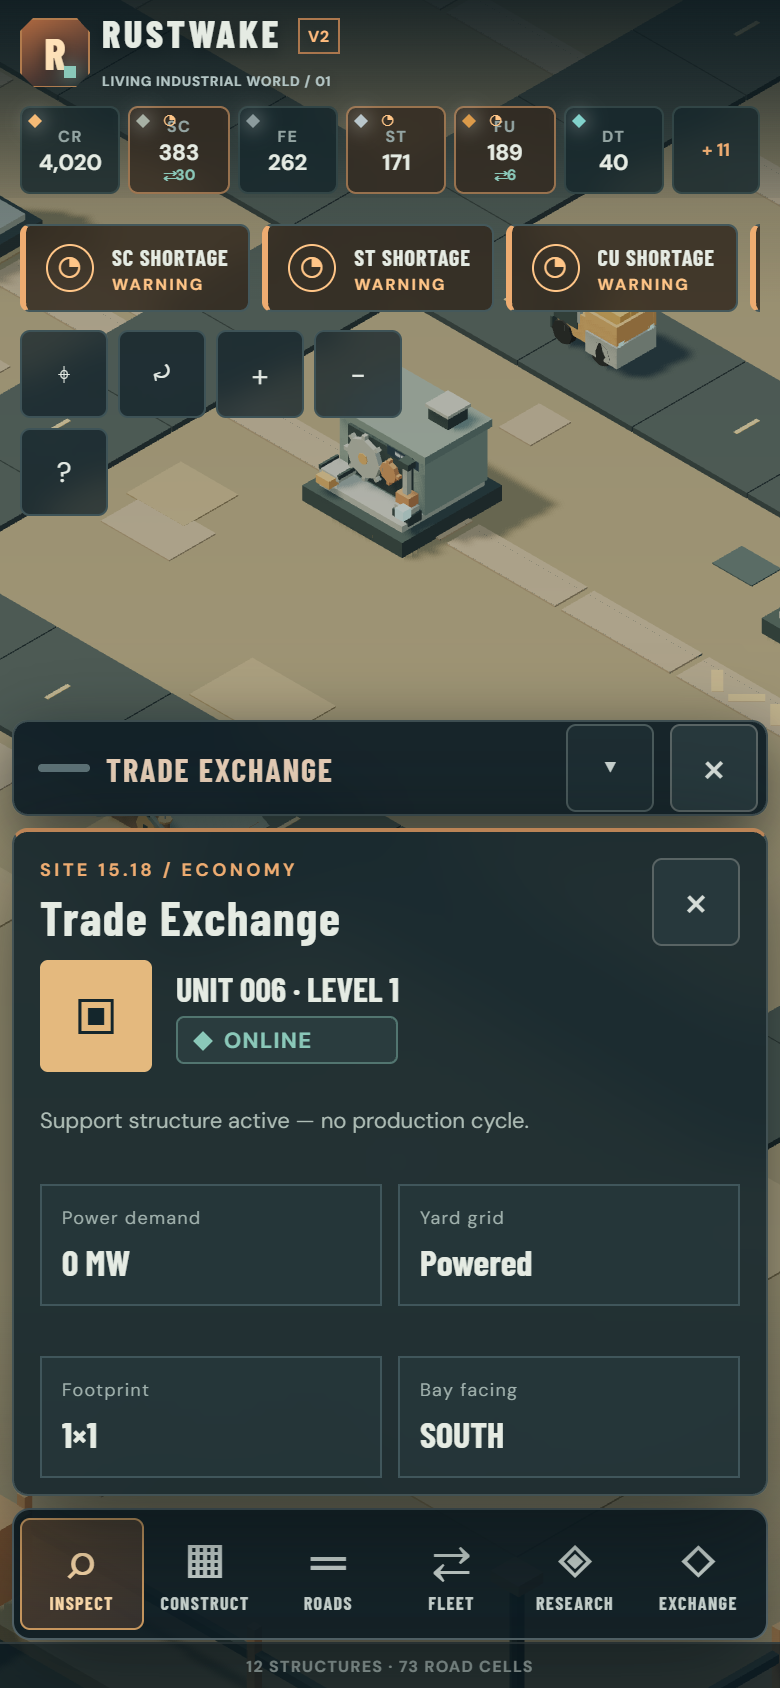 R
RUSTWAKE
V2
LIVING INDUSTRIAL WORLD / 01
CR
4,020
SC
383
⇄30
FE
262
ST
171
FU
189
⇄6
DT
40
+ 11
SC SHORTAGE
WARNING
ST SHORTAGE
WARNING
CU SHORTAGE
WARNING
+
−
?
TRADE EXCHANGE
▼
×
SITE 15.18 / ECONOMY
×
Trade Exchange
UNIT 006 · LEVEL 1
◆ ONLINE
Support structure active — no production cycle.
Power demand
0 MW
Yard grid
Powered
Footprint
1×1
Bay facing
SOUTH
INSPECT
CONSTRUCT
ROADS
FLEET
RESEARCH
EXCHANGE
12 STRUCTURES · 73 ROAD CELLS